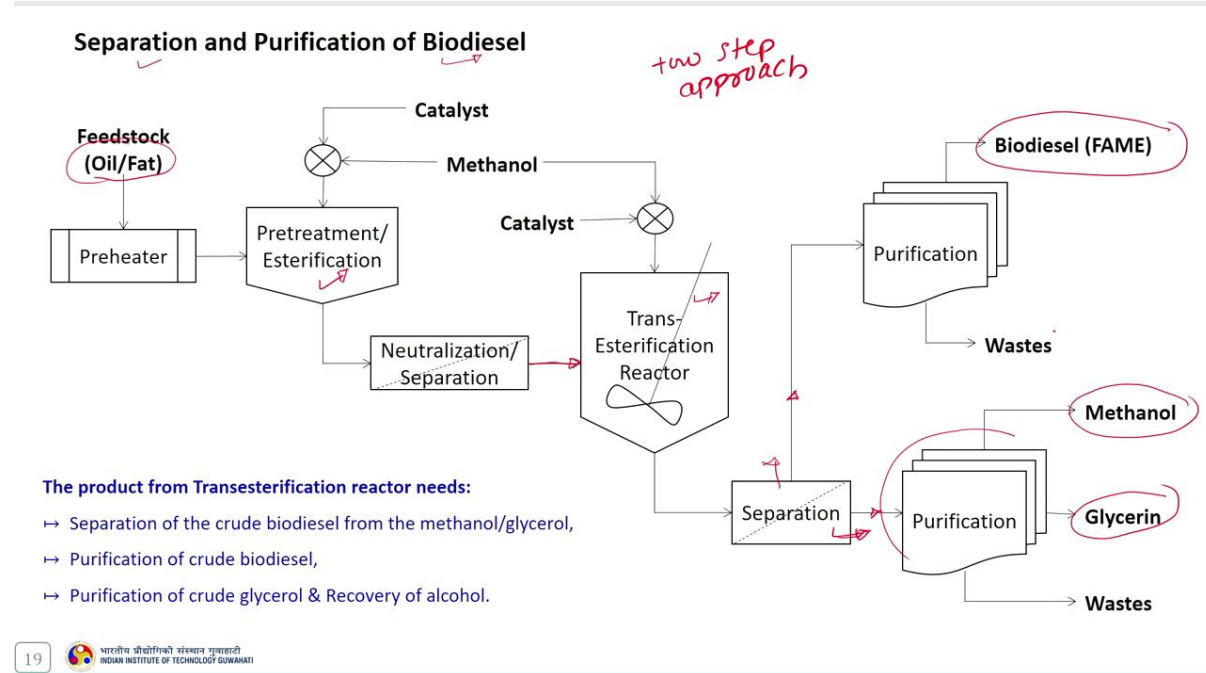 Separation and Purification of Biodiesel
two step
approach
Catalyst
Feedstock
(Oil/Fat)
Methanol
Biodiesel (FAME)
Catalyst
Preheater
Pretreatment/
Esterification
Purification
Trans-
Esterification
Reactor
Neutralization/
Separation
Wastes
Methanol
The product from Transesterification reactor needs:
↦ Separation of the crude biodiesel from the methanol/glycerol,
↦ Purification of crude biodiesel,
↦ Purification of crude glycerol & Recovery of alcohol.
Separation
Purification
Glycerin
Wastes
19
भारतीय प्रौद्योगिकी संस्थान गुवाहाटी
INDIAN INSTITUTE OF TECHNOLOGY GUWAHATI